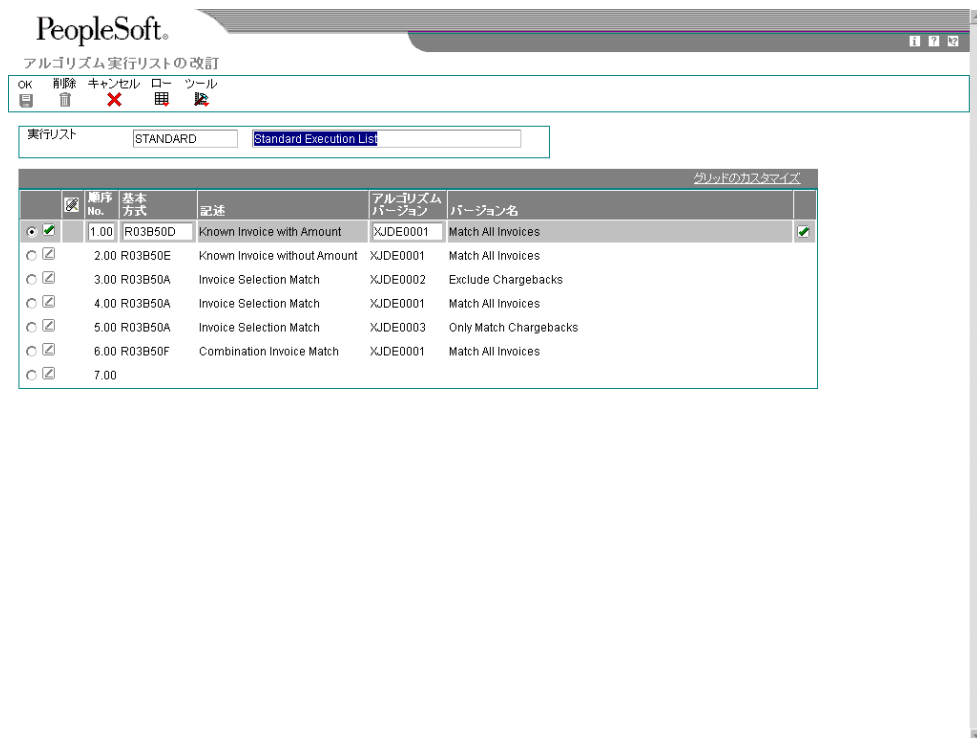 PeopleSoft®
アルゴリズム実行リストの改訂
OK 削除 キャンセル ロー ツール
実行リスト STANDARD Standard Execution List
グリッドのカスタマイズ
順序 No. 基本 方式 記述 アルゴリズム バージョン バージョン名
1.00 R03B50D Known Invoice with Amount XJDE0001 Match All Invoices
2.00 R03B50E Known Invoice without Amount XJDE0001 Match All Invoices
3.00 R03B50A Invoice Selection Match XJDE0002 Exclude Chargebacks
4.00 R03B50A Invoice Selection Match XJDE0001 Match All Invoices
5.00 R03B50A Invoice Selection Match XJDE0003 Only Match Chargebacks
6.00 R03B50F Combination Invoice Match XJDE0001 Match All Invoices
7.00